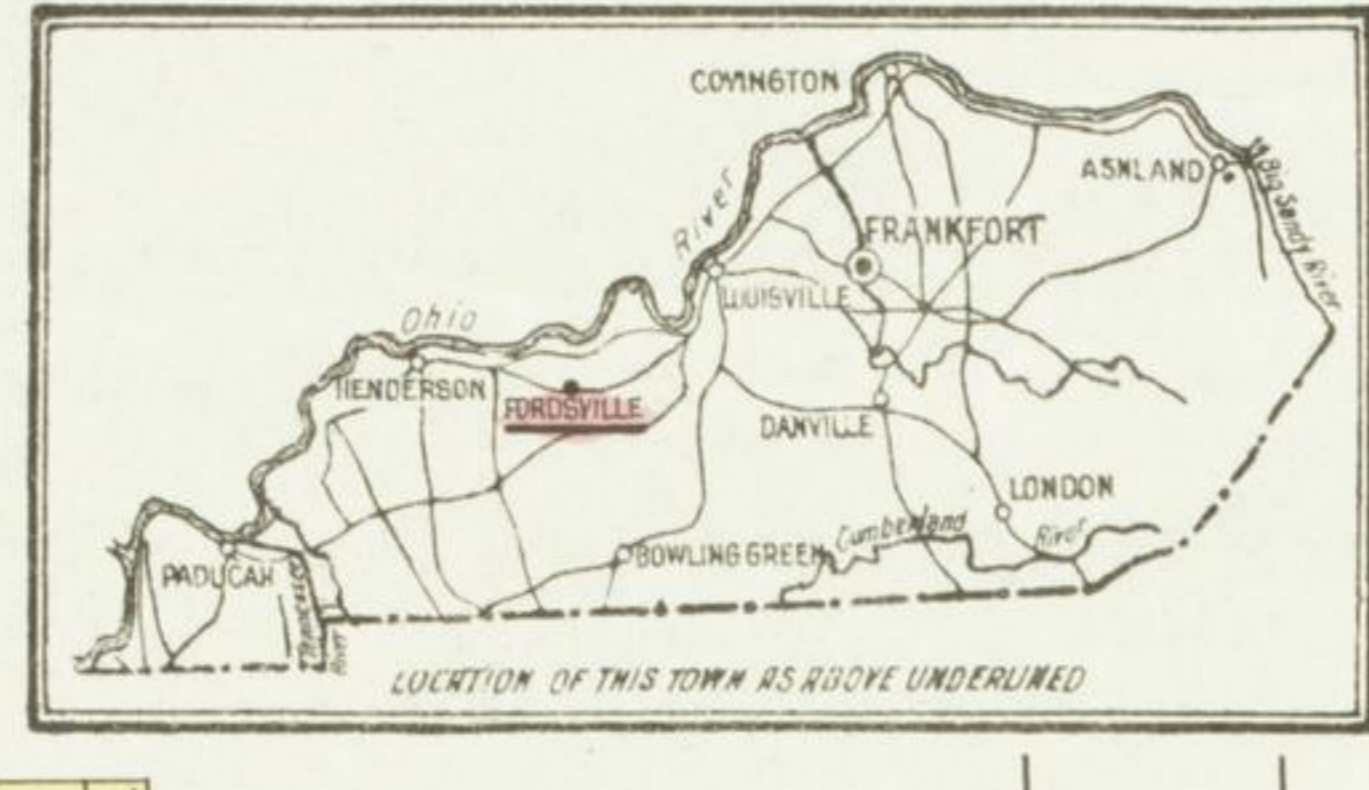 COVINGTON
ASHLAND
Big Sandy River
FRANKFORT
River
LOUISVILLE
Ohio
HENDERSON
FORDSVILLE
DANVILLE
LONDON
Cumberland River
BOWLING GREEN
PADUCAH
Tennessee River
LOCATION OF THIS TOWN AS ABOVE UNDERLINED